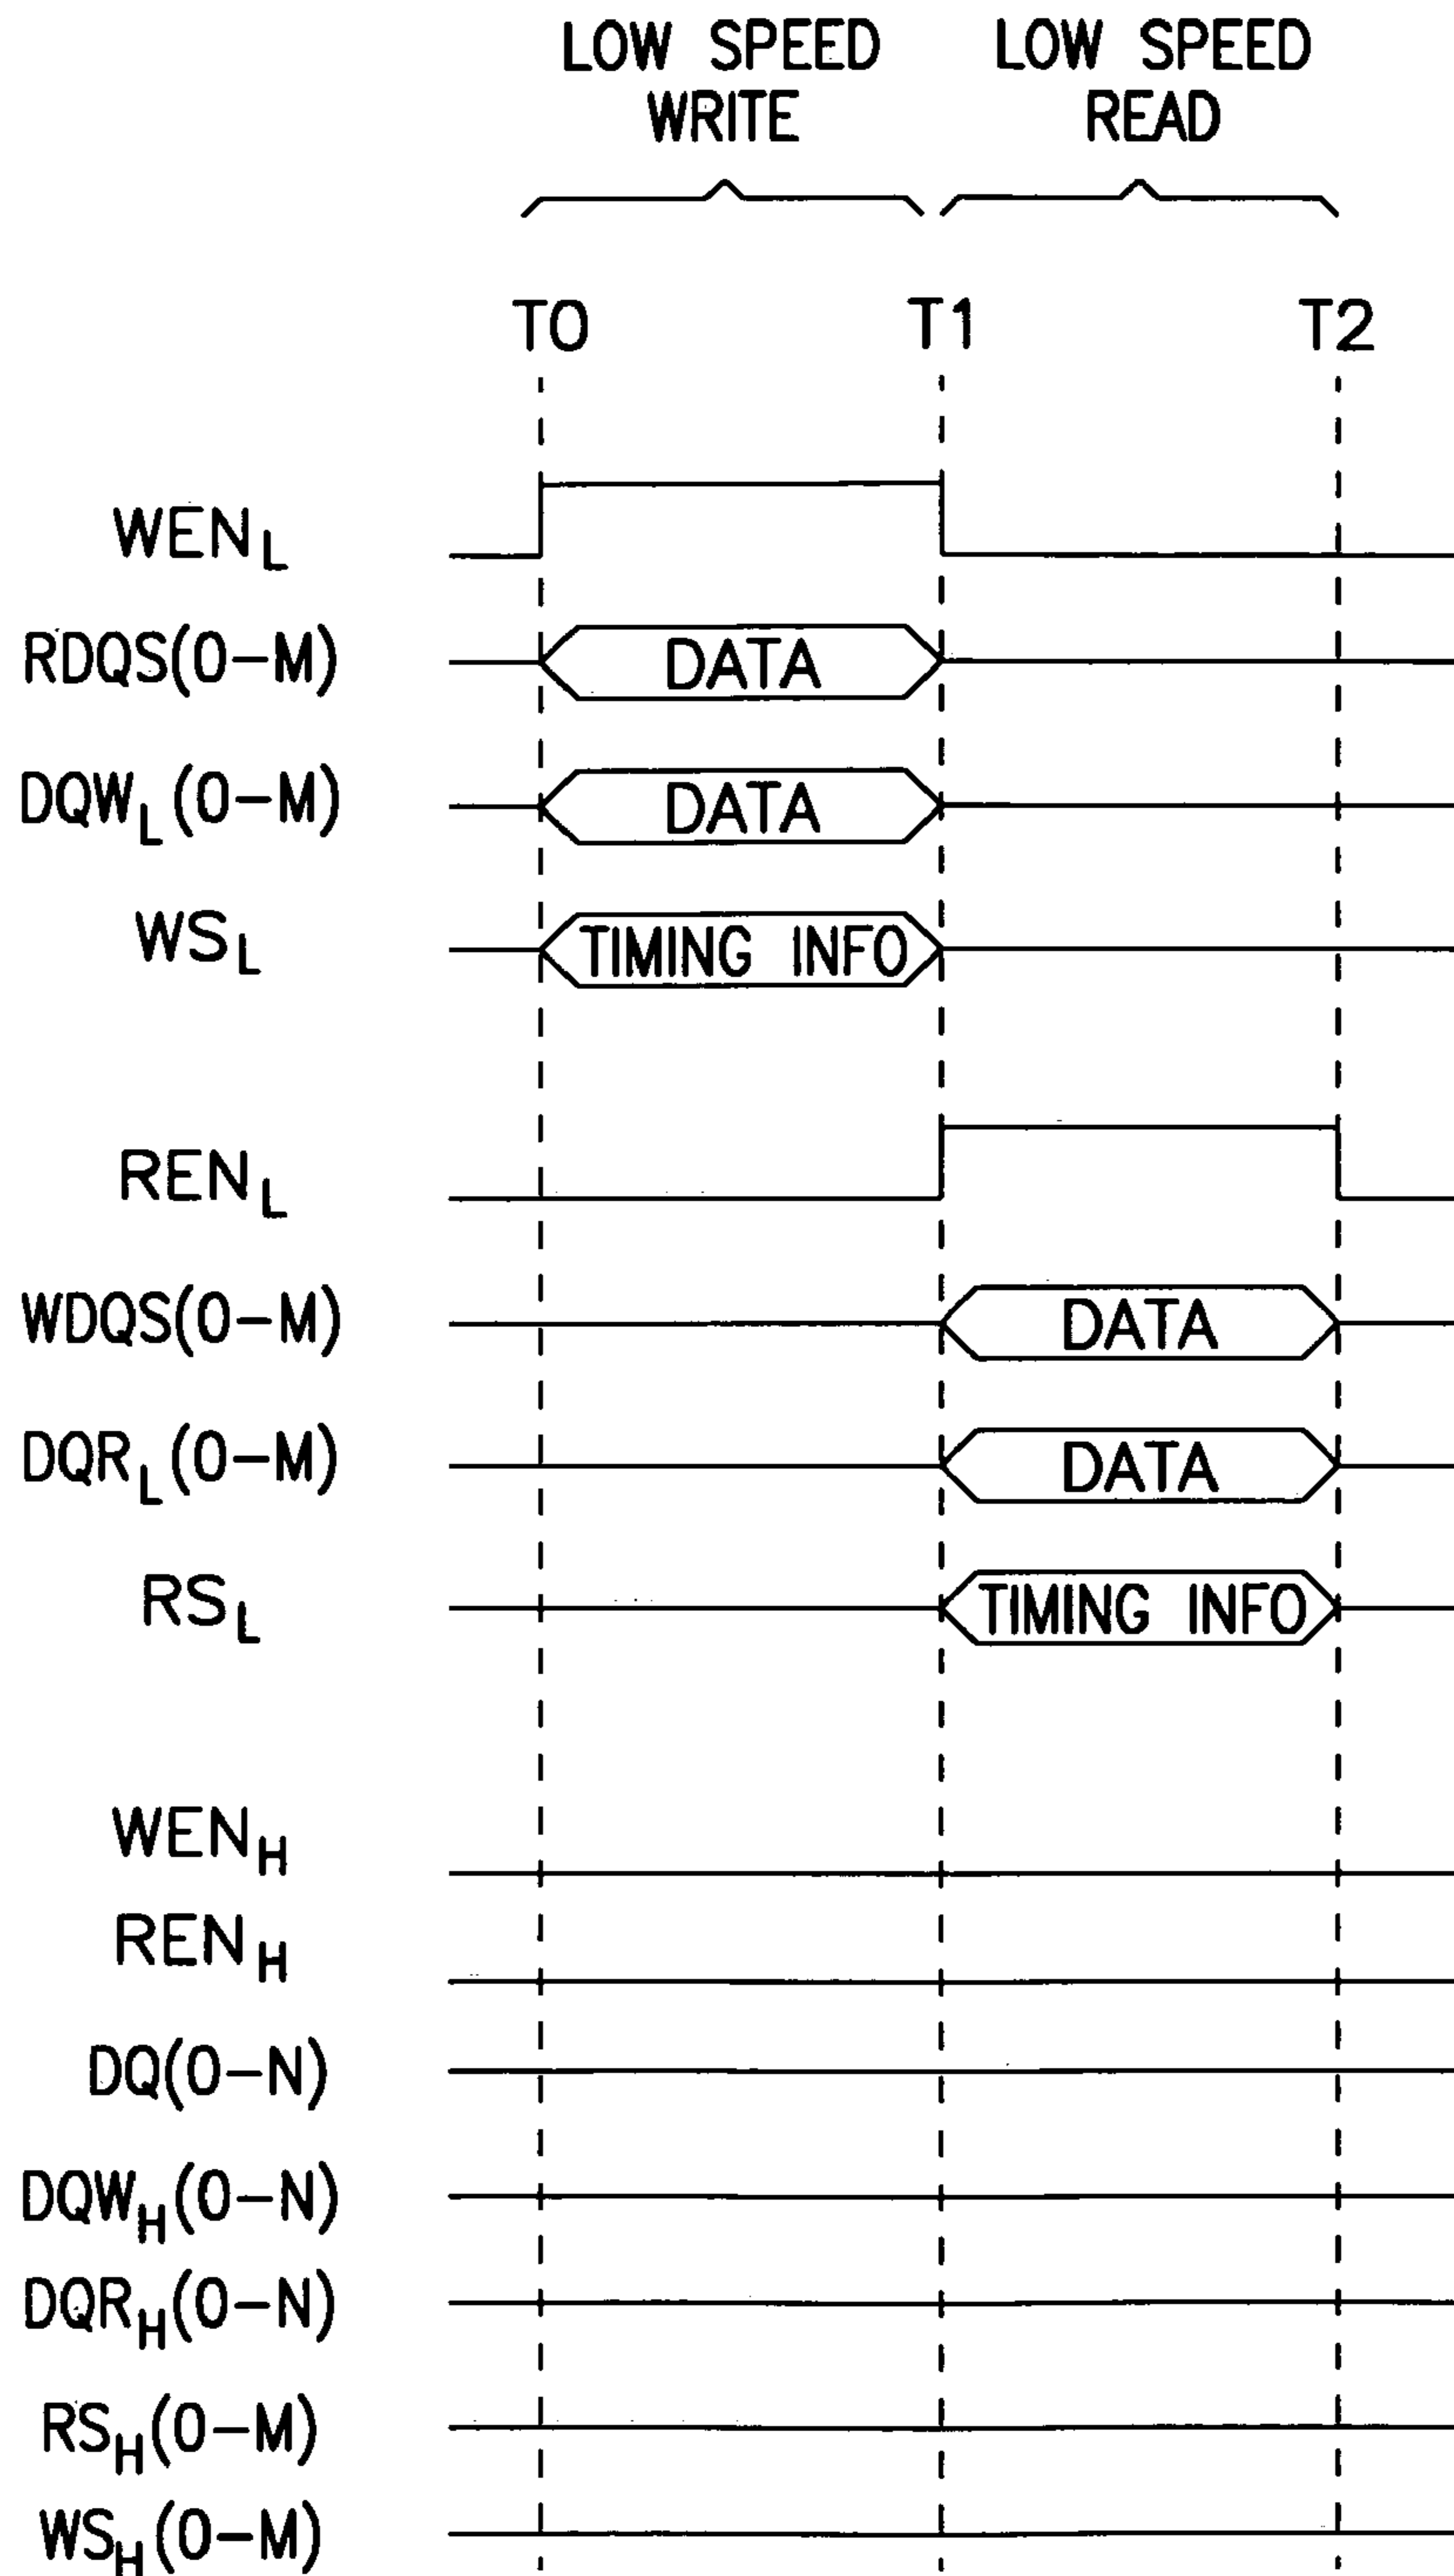 LOW SPEED LOW SPEED
WRITE READ
T0 T1 T2
WEN_L
RDQS(0-M) DATA
DQW_L(0-M) DATA
WS_L TIMING INFO
REN_L
WDQS(0-M) DATA
DQR_L(0-M) DATA
RS_L TIMING INFO
WEN_H
REN_H
DQ(0-N)
DQW_H(0-N)
DQR_H(0-N)
RS_H(0-M)
WS_H(0-M)